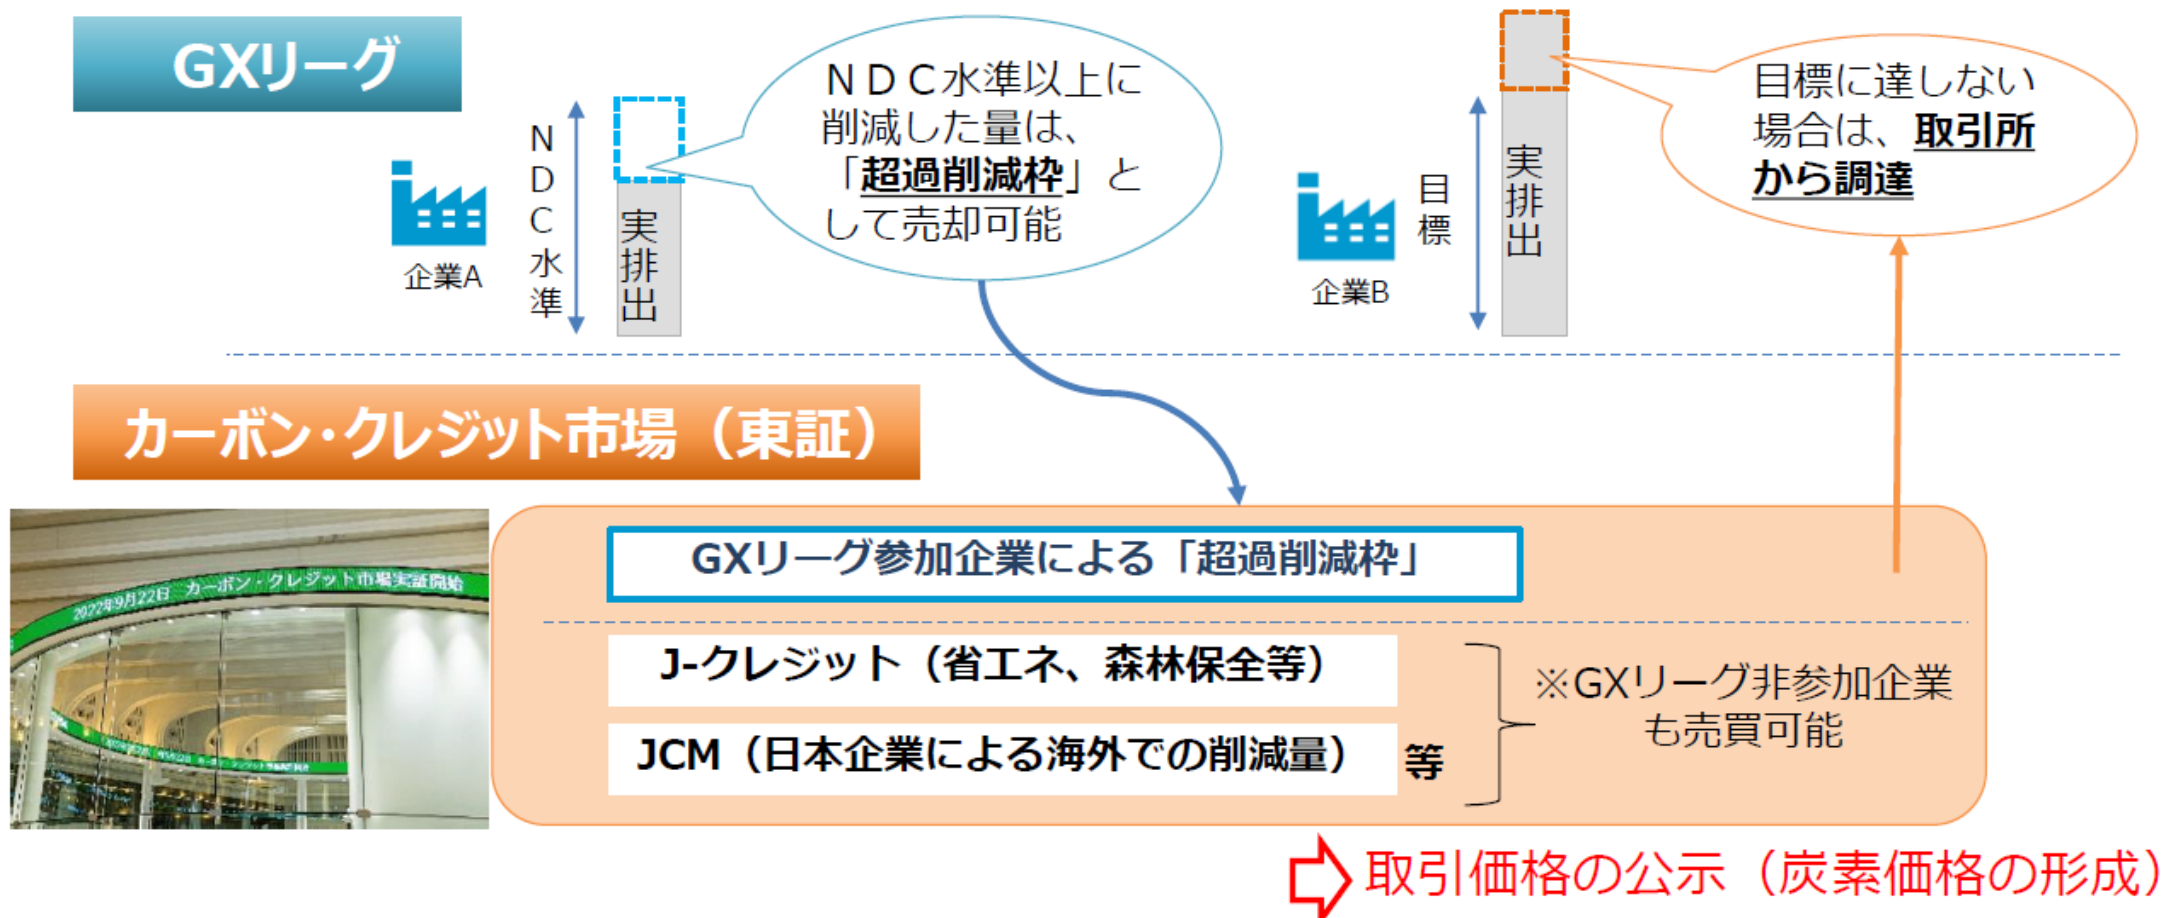 GXリーグ
NDC水準
企業A
実排出
NDC水準以上に
削減した量は、
「超過削減枠」と
して売却可能
企業B
目標
実排出
目標に達しない
場合は、取引所
から調達
カーボン・クレジット市場（東証）
2022年9月22日 カーボン・クレジット市場実証開始
GXリーグ参加企業による「超過削減枠」
J-クレジット（省エネ、森林保全等）
JCM（日本企業による海外での削減量）
等
※GXリーグ非参加企業
も売買可能
取引価格の公示（炭素価格の形成）